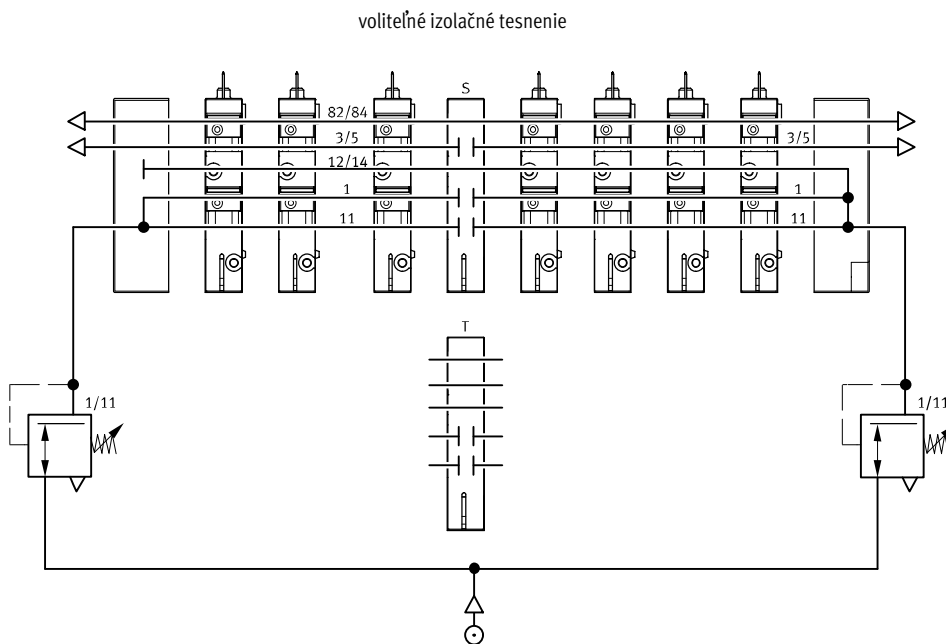 voliteľné izolačné tesnenie
S
82/84
3/5 3/5
12/14
1 1
11 11
T
1/11 1/11